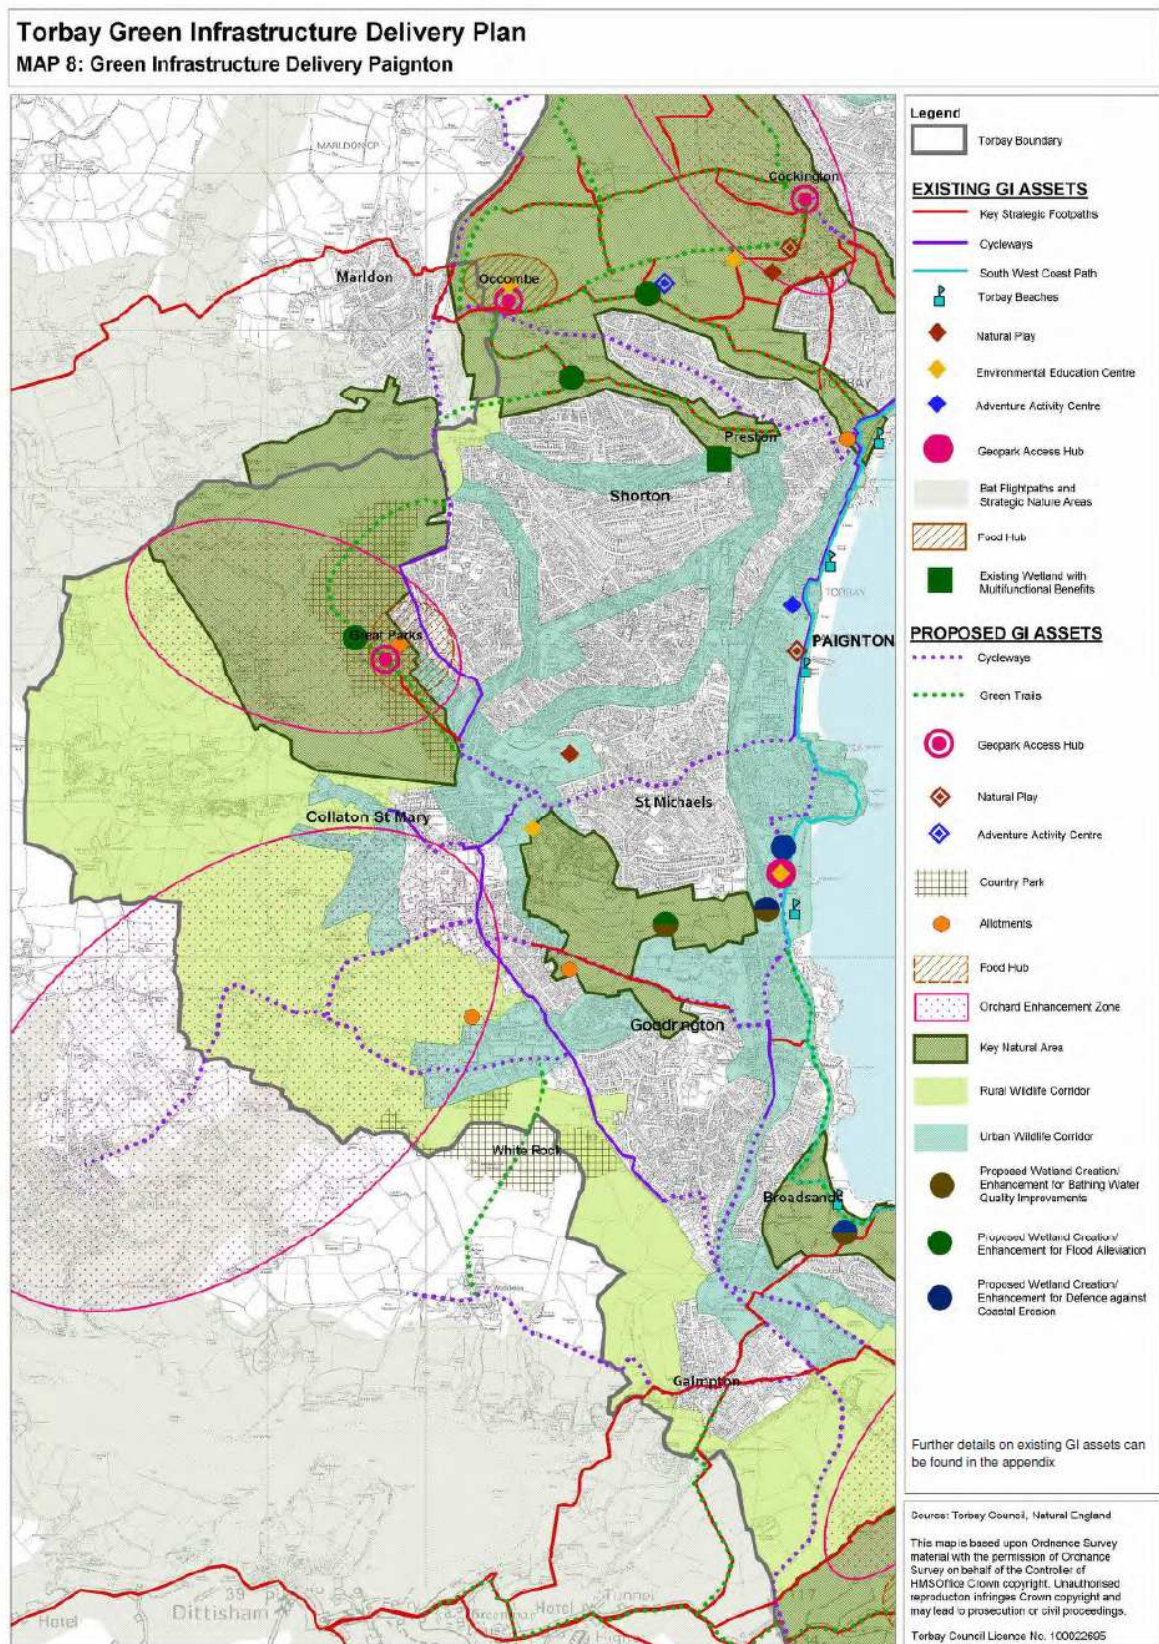 Torbay Green Infrastructure Delivery Plan
MAP 8: Green Infrastructure Delivery Paignton
MARLDON CP
Cockington
Marldon
Occombe
TORBAY
Preston
Shorton
TORBAY
Great Parks
PAIGNTON
St Michaels
Collaton St Mary
Goodrington
White Rock
Broadsands
Galmpton
Dittisham
Hotel
39
Hotel
Tunnel
17
Legend
Torbay Boundary
EXISTING GI ASSETS
Key Strategic Footpaths
Cycleways
South West Coast Path
Torbay Beaches
Natural Play
Environmental Education Centre
Adventure Activity Centre
Geopark Access Hub
Bat Flightpaths and
Strategic Nature Areas
Food Hub
Existing Wetland with
Multifunctional Benefits
PROPOSED GI ASSETS
Cycleways
Green Trails
Geopark Access Hub
Natural Play
Adventure Activity Centre
Country Park
Allotments
Food Hub
Orchard Enhancement Zone
Key Natural Area
Rural Wildlife Corridor
Urban Wildlife Corridor
Proposed Wetland Creation/
Enhancement for Bathing Water
Quality Improvements
Proposed Wetland Creation/
Enhancement for Flood Alleviation
Proposed Wetland Creation/
Enhancement for Defence against
Coastal Erosion
Further details on existing GI assets can
be found in the appendix
Source: Torbay Council, Natural England
This map is based upon Ordnance Survey
material with the permission of Ordnance
Survey on behalf of the Controller of
HMSOffice Crown copyright. Unauthorised
reproduction infringes Crown copyright and
may lead to prosecution or civil proceedings.
Torbay Council Licence No. 100022695